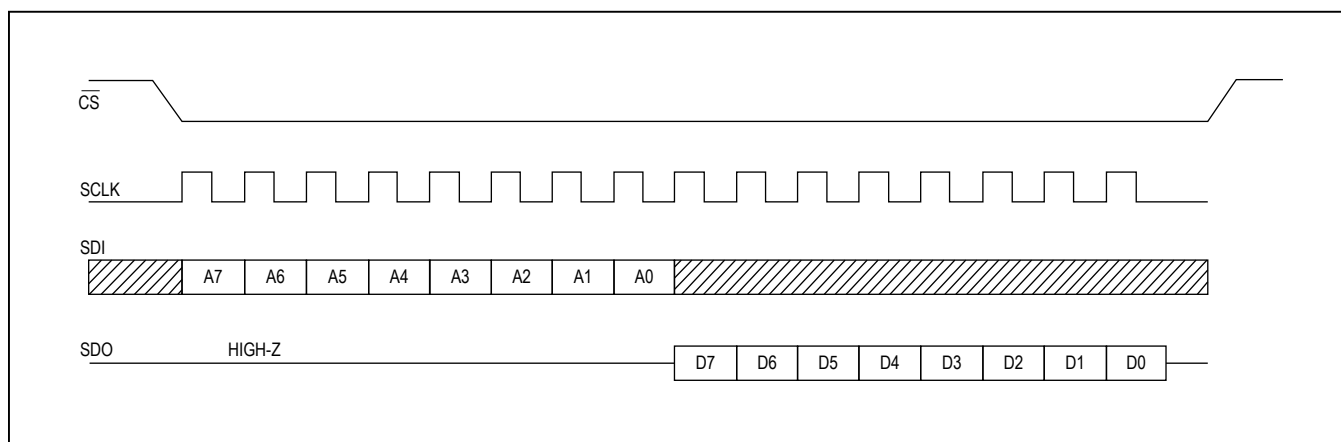 C̅S̅
SCLK
SDI
A7 A6 A5 A4 A3 A2 A1 A0
SDO HIGH-Z
D7 D6 D5 D4 D3 D2 D1 D0